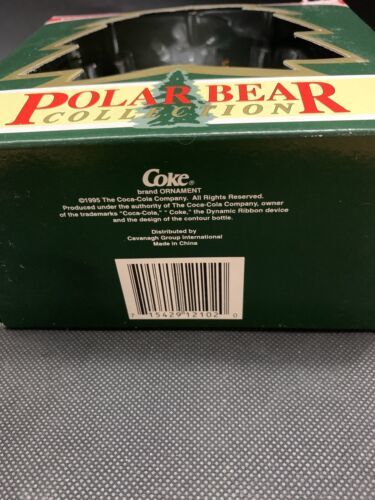 POLAR BEAR
COLLECTION
Coke®
brand ORNAMENT
©1995 The Coca-Cola Company. All Rights Reserved.
Produced under the authority of The Coca-Cola Company, owner
of the trademarks "Coca-Cola," "Coke," the Dynamic Ribbon device
and the design of the contour bottle.
Distributed by
Cavanagh Group International
Made in China
7 15429 12102 0